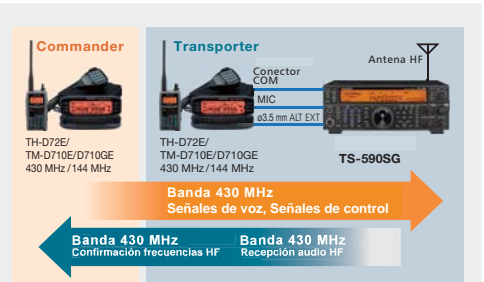 Commander
Transporter
Antena HF
Conector
COM
MIC
ø3.5 mm ALT EXT
TH-D72E/
TM-D710E/D710GE
430 MHz/144 MHz
TH-D72E/
TM-D710E/D710GE
430 MHz/144 MHz
TS-590SG
Banda 430 MHz
Señales de voz, Señales de control
Banda 430 MHz
Confirmación frecuencias HF
Banda 430 MHz
Recepción audio HF